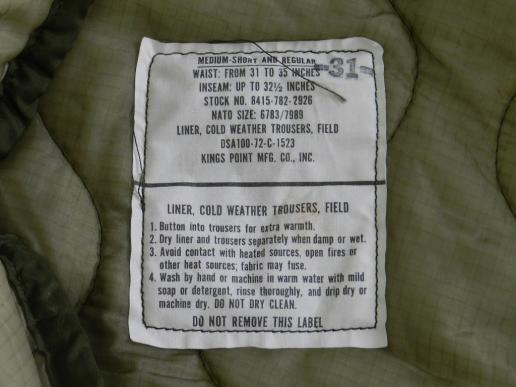 MEDIUM-SHORT AND REGULAR
-31-
WAIST: FROM 31 TO 35 INCHES
INSEAM: UP TO 32½ INCHES
STOCK NO. 8415-782-2926
NATO SIZE: 6783/7989
LINER, COLD WEATHER TROUSERS, FIELD
DSA100-72-C-1523
KINGS POINT MFG. CO., INC.
LINER, COLD WEATHER TROUSERS, FIELD
1. Button into trousers for extra warmth.
2. Dry liner and trousers separately when damp or wet.
3. Avoid contact with heated sources, open fires or
other heat sources; fabric may fuse.
4. Wash by hand or machine in warm water with mild
soap or detergent, rinse thoroughly, and drip dry or
machine dry. DO NOT DRY CLEAN.
DO NOT REMOVE THIS LABEL